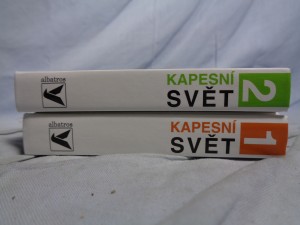 albatros
KAPESNÍ
SVĚT
2
albatros
KAPESNÍ
SVĚT
1